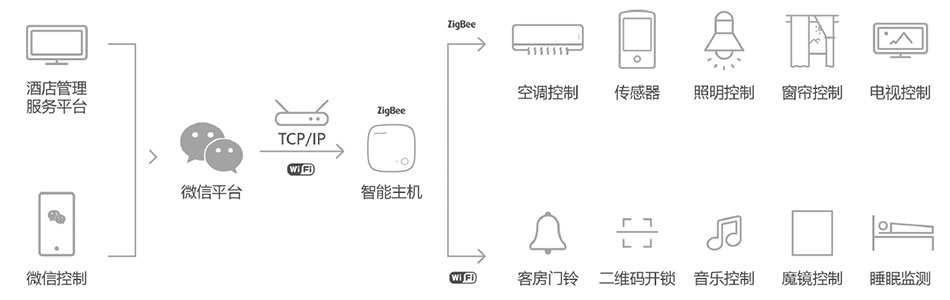 酒店管理
服务平台
微信控制
微信平台
TCP/IP
WiFi
ZigBee
智能主机
ZigBee
空调控制
传感器
照明控制
窗帘控制
电视控制
WiFi
客房门铃
二维码开锁
音乐控制
魔镜控制
睡眠监测